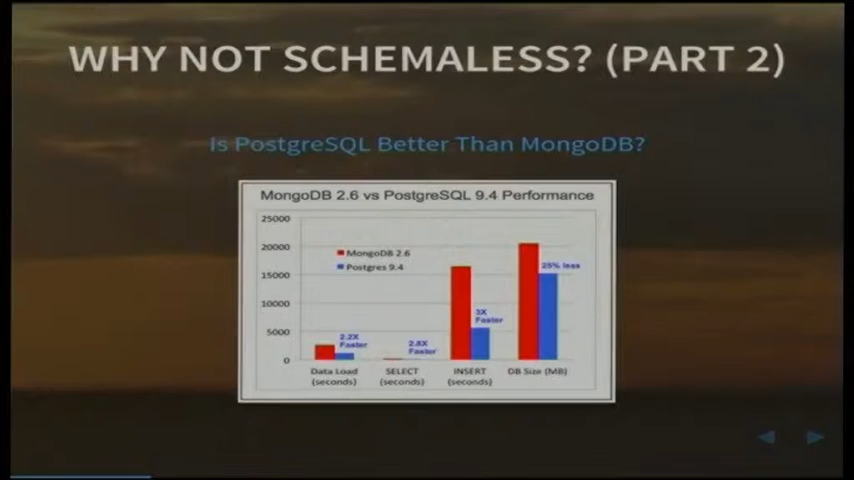 WHY NOT SCHEMALESS? (PART 2)
Is PostgreSQL Better Than MongoDB?
MongoDB 2.6 vs PostgreSQL 9.4 Performance
25000
20000
15000
10000
5000
0
MongoDB 2.6
Postgres 9.4
2.2X
Faster
2.8X
Faster
3X
Faster
25% less
Data Load
(seconds)
SELECT
(seconds)
INSERT
(seconds)
DB Size (MB)